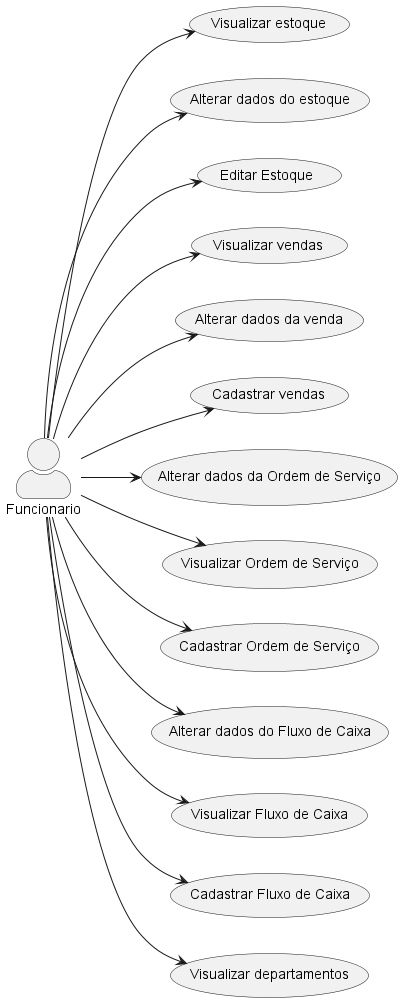 Visualizar estoque
Alterar dados do estoque
Editar Estoque
Visualizar vendas
Alterar dados da venda
Cadastrar vendas
Alterar dados da Ordem de Serviço
Funcionario
Visualizar Ordem de Serviço
Cadastrar Ordem de Serviço
Alterar dados do Fluxo de Caixa
Visualizar Fluxo de Caixa
Cadastrar Fluxo de Caixa
Visualizar departamentos